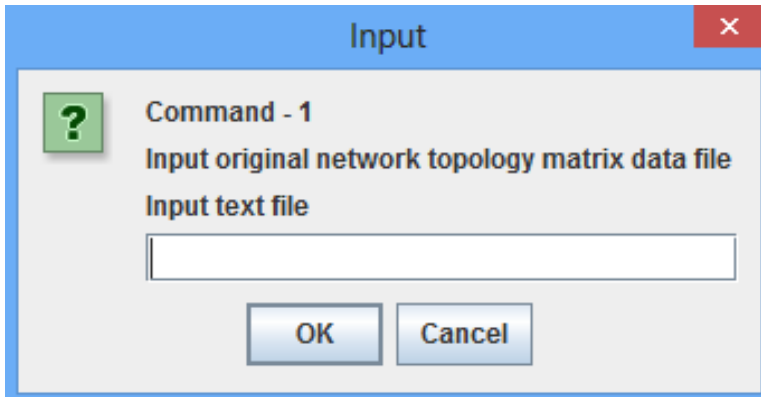 Input
Command - 1
Input original network topology matrix data file
Input text file
OK Cancel